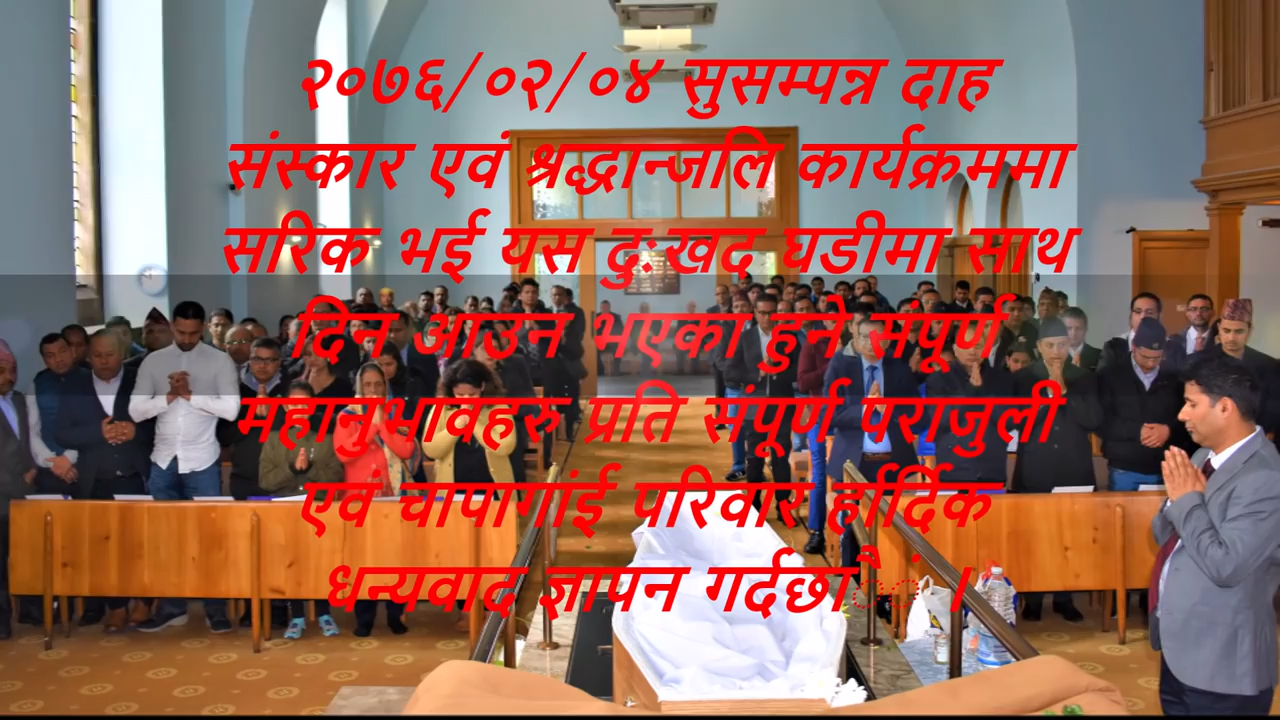 २०७६/०२/०४ सुसम्पन्न दाह
संस्कार एवं श्रद्धान्जलि कार्यक्रममा
सरिक भई यस दुःखद घडीमा साथ
दिन आउन भएका हुने संपूर्ण
महानुभावहरु प्रति संपूर्ण पराजुली
एवं चापागांई परिवार हार्दिक
धन्यवाद ज्ञापन गर्दछाैं ।